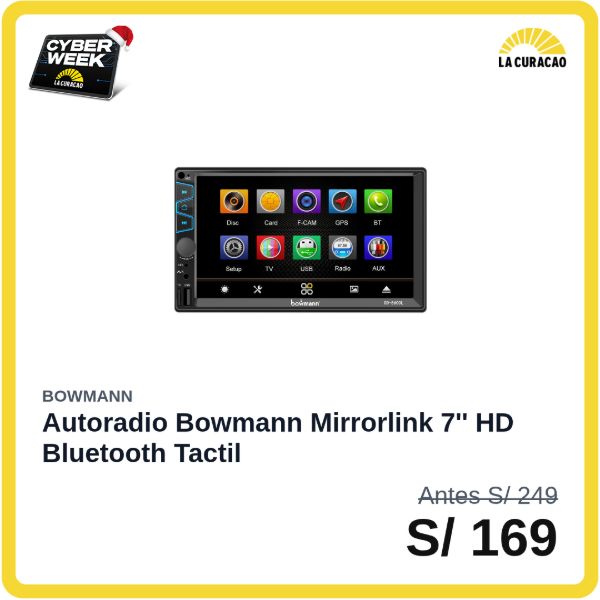 CYBER
WEEK
LA CURACAO
LA CURACAO
Disc Card F-CAM GPS BT
Setup TV USB Radio AUX
bowmann
BOWMANN
Autoradio Bowmann Mirrorlink 7'' HD
Bluetooth Tactil
Antes S/ 249
S/ 169